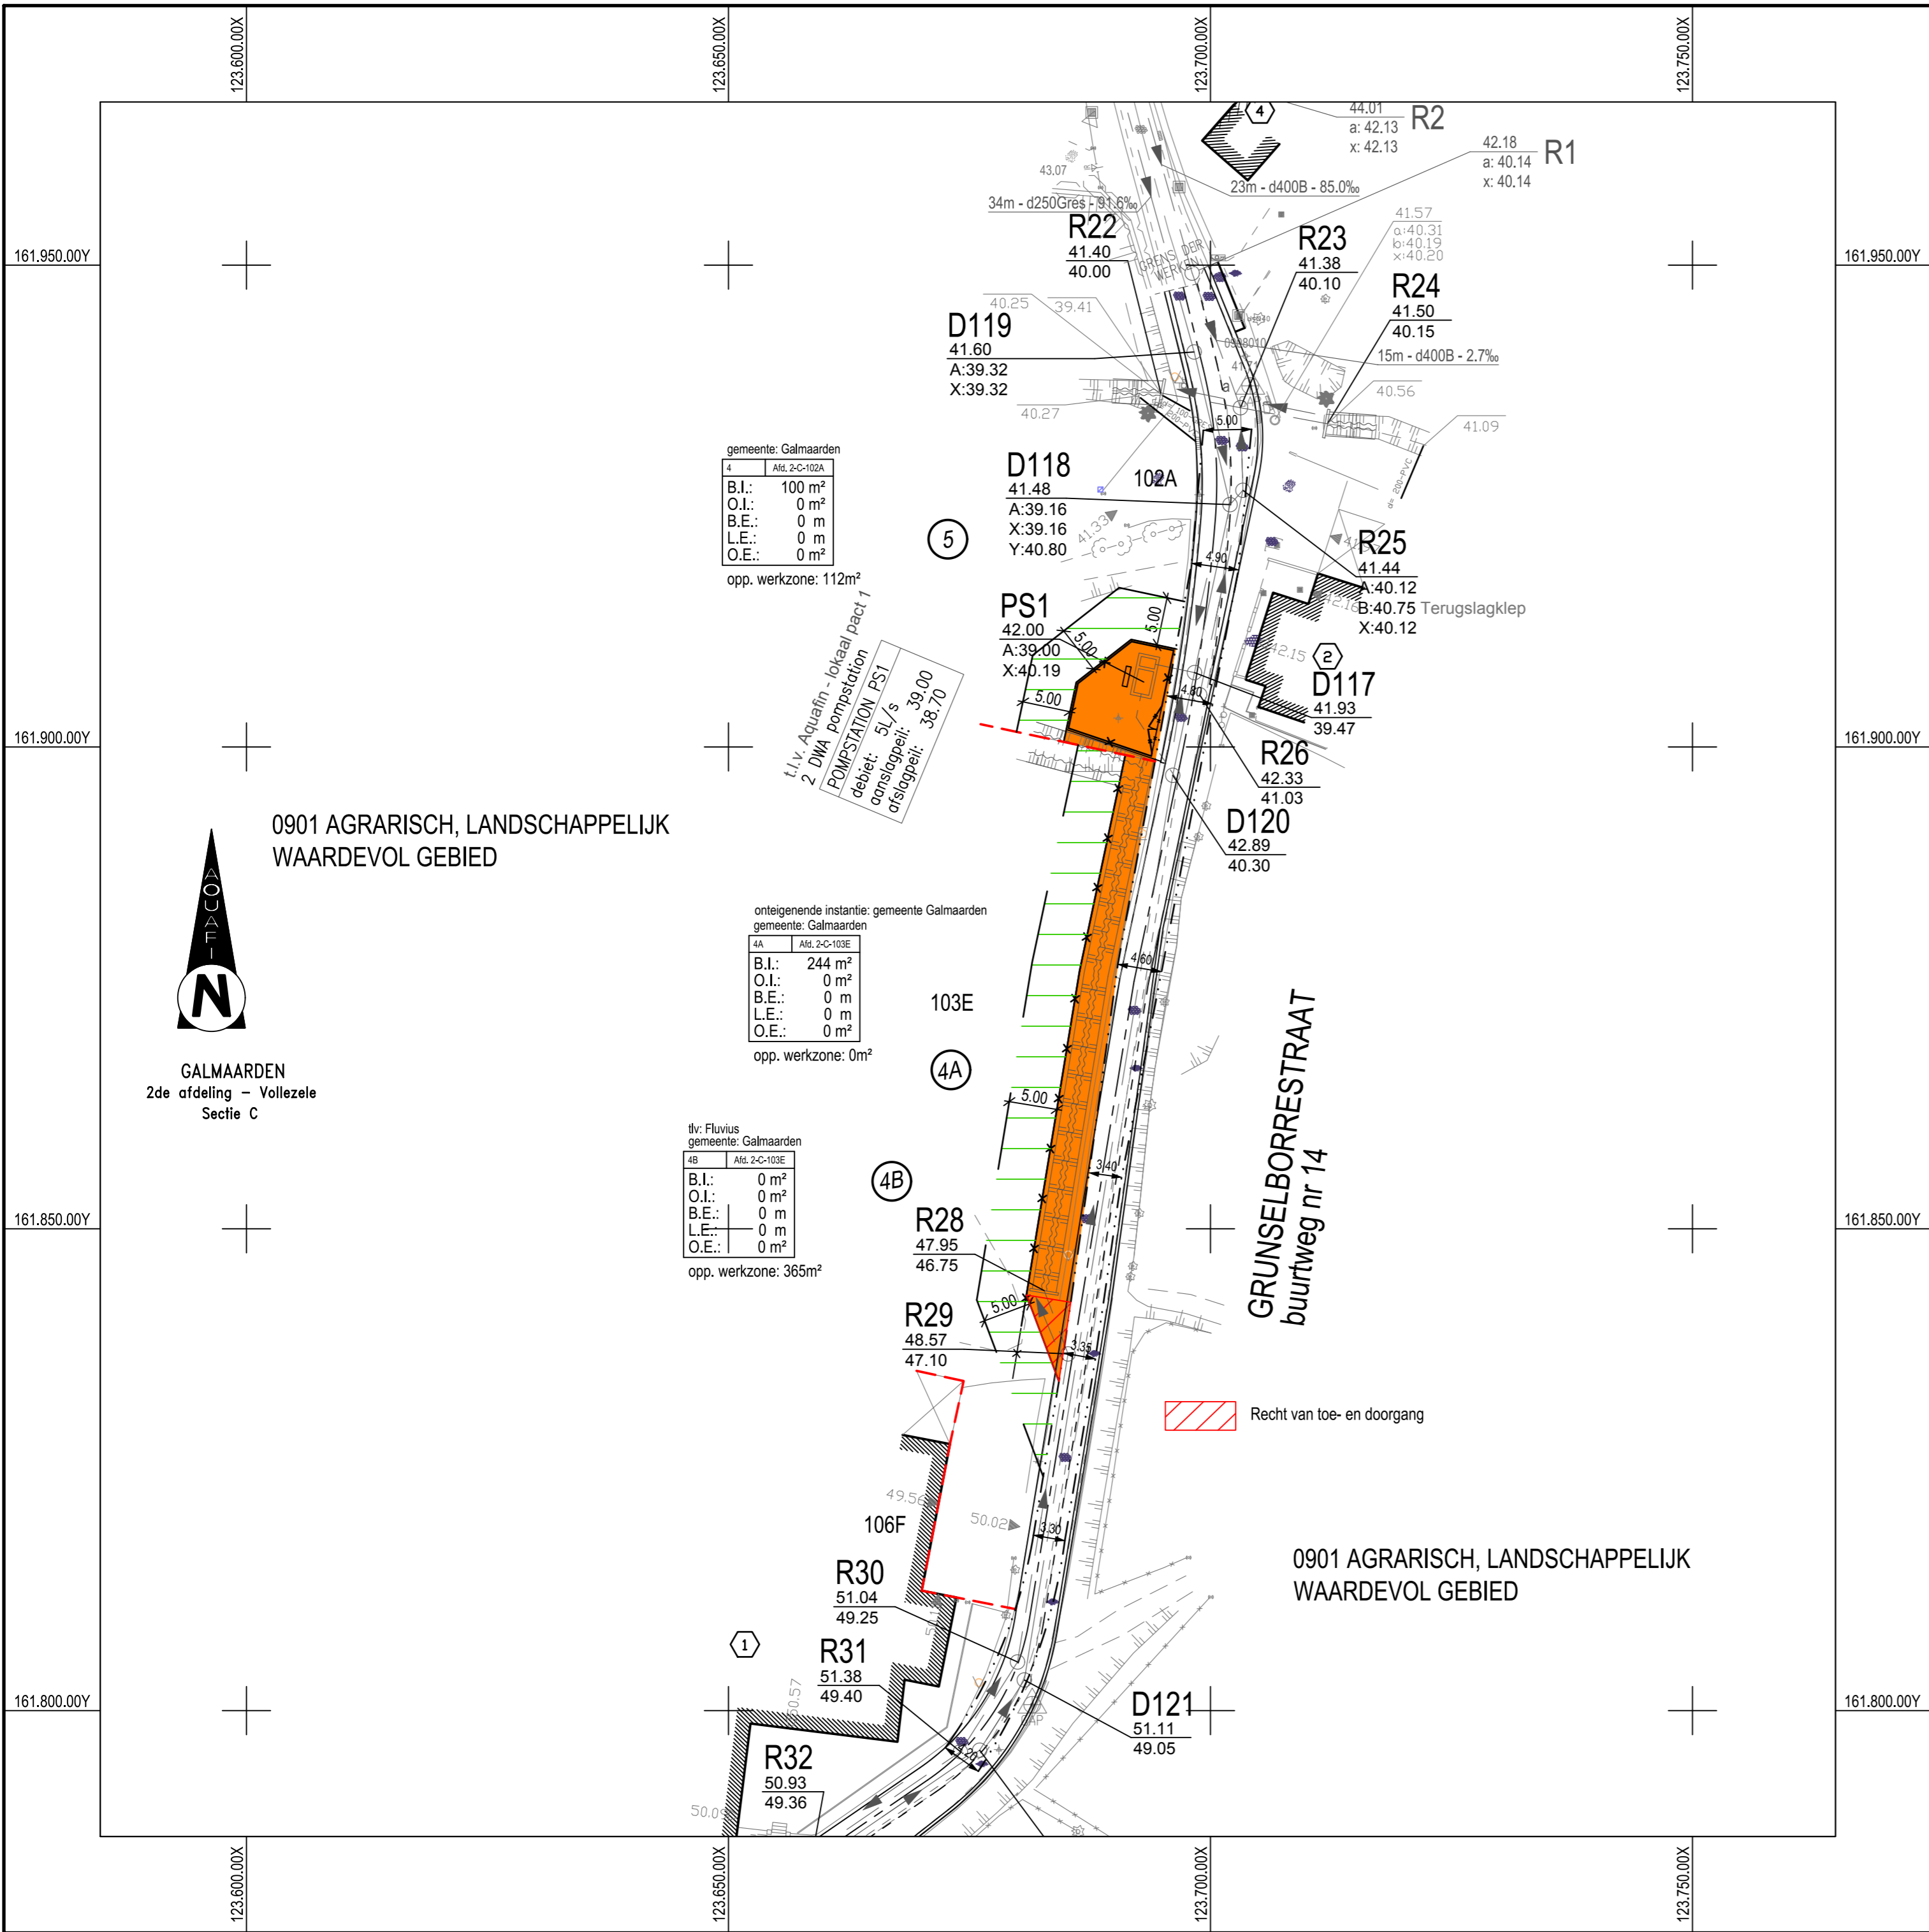 123.600.00X
123.650.00X
123.700.00X
123.750.00X
44.01
a: 42.13
x: 42.13
R2
4
42.18
a: 40.14
x: 40.14
R1
43.07
23m - d400B - 85.0‰
34m - d250Gres - 91.6‰
41.57
a:40.31
b:40.19
x:40.20
R22
41.40
40.00
GRENS DER
WERKEN
R23
41.38
40.10
161.950.00Y
161.950.00Y
R24
41.50
40.15
40.25
39.41
D119
41.60
A:39.32
X:39.32
15m - d400B - 2.7‰
a
40.56
40.27
5.00
41.09
d= 200-PVC
gemeente: Galmaarden
4 Afd. 2-C-102A
B.I.: 100 m²
O.I.: 0 m²
B.E.: 0 m
L.E.: 0 m
O.E.: 0 m²
opp. werkzone: 112m²
D118
41.48
A:39.16
X:39.16
Y:40.80
102A
5
41.33
4.90
R25
41.44
A:40.12
B:40.75 Terugslagklep
X:40.12
42.16
PS1
42.00
A:39.00
X:40.19
5.00
5.00
5.00
42.15
2
D117
41.93
39.47
4.80
t.l.v. Aquafin - lokaal pact 1
2 DWA pompstation
POMPSTATION PS1
debiet: 5L/s
aanslagpeil: 39.00
afslagpeil: 38.70
161.900.00Y
161.900.00Y
R26
42.33
41.03
D120
42.89
40.30
0901 AGRARISCH, LANDSCHAPPELIJK
WAARDEVOL GEBIED
AQUAFIN
N
GALMAARDEN
2de afdeling – Vollezele
Sectie C
onteigenende instantie: gemeente Galmaarden
gemeente: Galmaarden
4A Afd. 2-C-103E
B.I.: 244 m²
O.I.: 0 m²
B.E.: 0 m
L.E.: 0 m
O.E.: 0 m²
opp. werkzone: 0m²
103E
4.60
4A
5.00
GRUNSELBORRESTRAAT
buurtweg nr 14
tlv: Fluvius
gemeente: Galmaarden
4B Afd. 2-C-103E
B.I.: 0 m²
O.I.: 0 m²
B.E.: 0 m
L.E.: 0 m
O.E.: 0 m²
opp. werkzone: 365m²
4B
3.40
161.850.00Y
161.850.00Y
R28
47.95
46.75
5.00
R29
48.57
47.10
3.35
Recht van toe- en doorgang
49.56
50.02
106F
3.30
0901 AGRARISCH, LANDSCHAPPELIJK
WAARDEVOL GEBIED
R30
51.04
49.25
1
R31
51.38
49.40
161.800.00Y
161.800.00Y
D121
51.11
49.05
R32
50.93
49.36
123.600.00X
123.650.00X
123.700.00X
123.750.00X